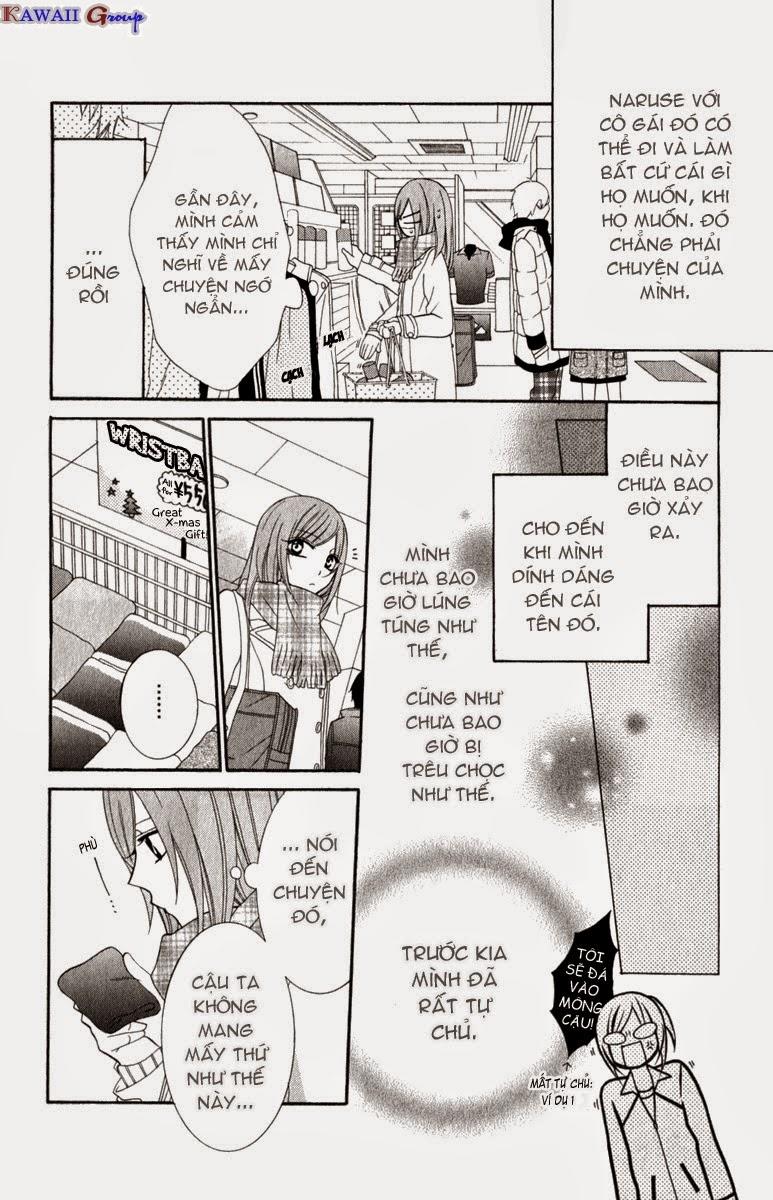 KAWAII Group
NARUSE VỚI
CÔ GÁI ĐÓ CÓ
THỂ ĐI VÀ LÀM
BẤT CỨ CÁI GÌ
HỌ MUỐN, KHI
HỌ MUỐN. ĐÓ
CHẲNG PHẢI
CHUYỆN CỦA
MÌNH.
GẦN ĐÂY,
MÌNH CẢM
THẤY MÌNH CHỈ
NGHĨ VỀ MẤY
CHUYỆN NGỚ
NGẨN...
...
ĐÚNG
RỒI
LẠCH
CẠCH
ĐIỀU NÀY
CHƯA BAO
GIỜ XẢY
RA.
CHO ĐẾN
KHI MÌNH
DÍNH DÁNG
ĐẾN CÁI
TÊN ĐÓ.
MÌNH
CHƯA BAO
GIỜ LÚNG
TÚNG NHƯ
THẾ,
CŨNG NHƯ
CHƯA BAO
GIỜ BỊ
TRÊU CHỌC
NHƯ THẾ.
TRƯỚC KIA
MÌNH ĐÃ
RẤT TỰ
CHỦ.
TÔI
SẼ ĐÁ
VÀO
MÔNG
CẬU!
MẤT TỰ CHỦ:
VÍ DỤ 1
WRISTBA
All
for
¥550
Great
X-mas
Gift!
......
... NÓI
ĐẾN
CHUYỆN
ĐÓ,
PHÙ
...
CẬU TA
KHÔNG
MANG
MẤY THỨ
NHƯ THẾ
NÀY...